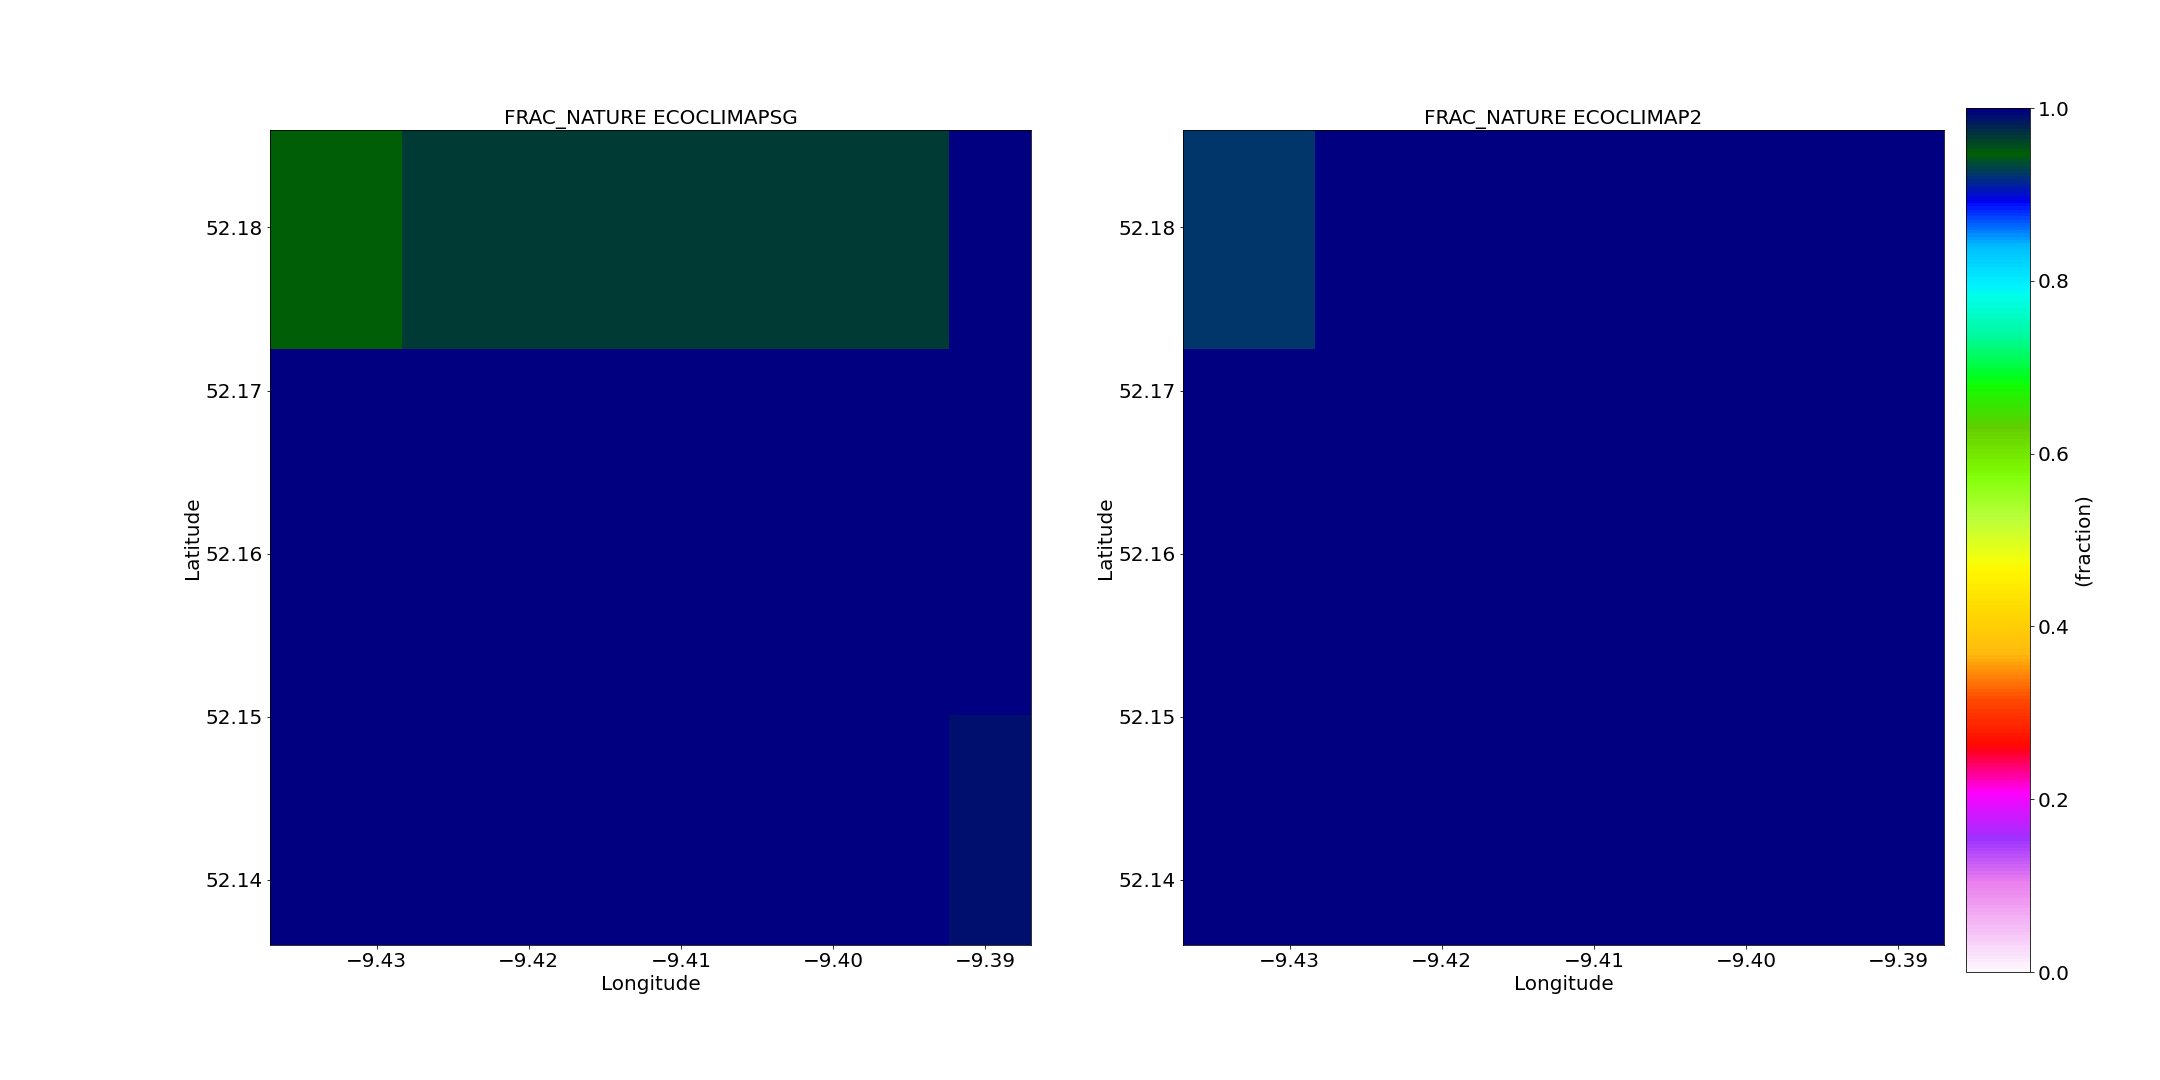 FRAC_NATURE ECOCLIMAPSG
52.18
52.17
52.16
52.15
52.14
Latitude
−9.43 −9.42 −9.41 −9.40 −9.39
Longitude
FRAC_NATURE ECOCLIMAP2
52.18
52.17
52.16
52.15
52.14
Latitude
−9.43 −9.42 −9.41 −9.40 −9.39
Longitude
1.0
0.8
0.6
0.4
0.2
0.0
(fraction)